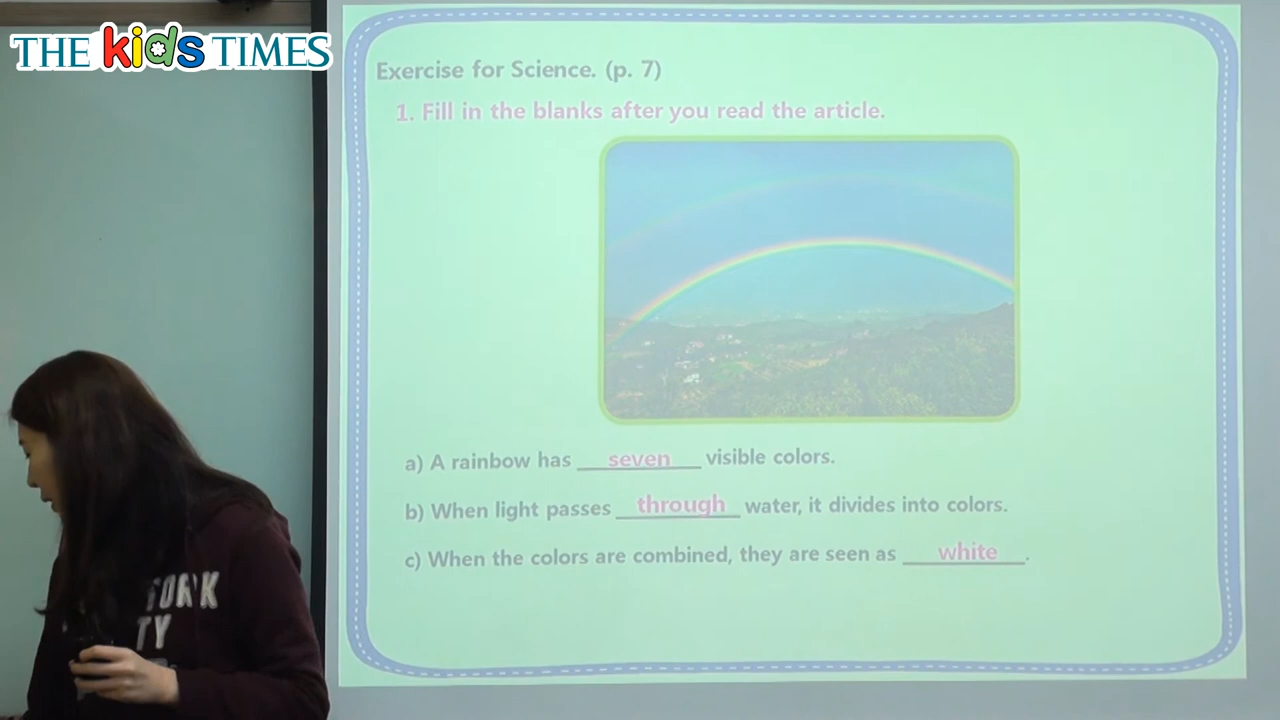 THE kids TIMES
Exercise for Science. (p. 7)
1. Fill in the blanks after you read the article.
a) A rainbow has seven visible colors.
b) When light passes through water, it divides into colors.
c) When the colors are combined, they are seen as white.
TY